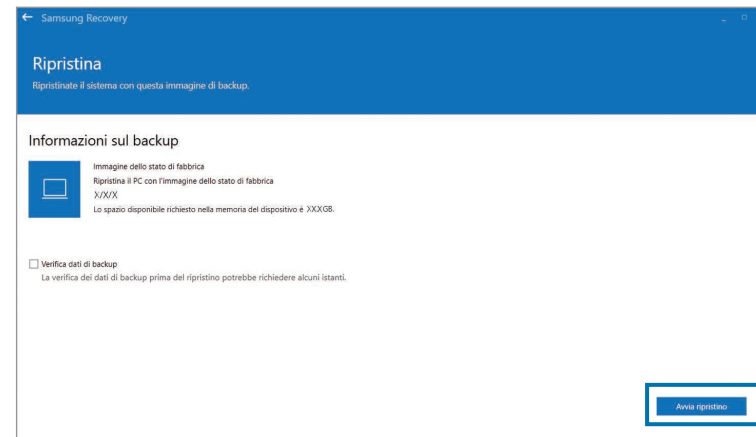 Samsung Recovery
Ripristina
Ripristinate il sistema con questa immagine di backup.
Informazioni sul backup
Immagine dello stato di fabbrica
Ripristina il PC con l'immagine dello stato di fabbrica
X/X/X
Lo spazio disponibile richiesto nella memoria del dispositivo è XXXGB.
Verifica dati di backup
La verifica dei dati di backup prima del ripristino potrebbe richiedere alcuni istanti.
Avvia ripristino